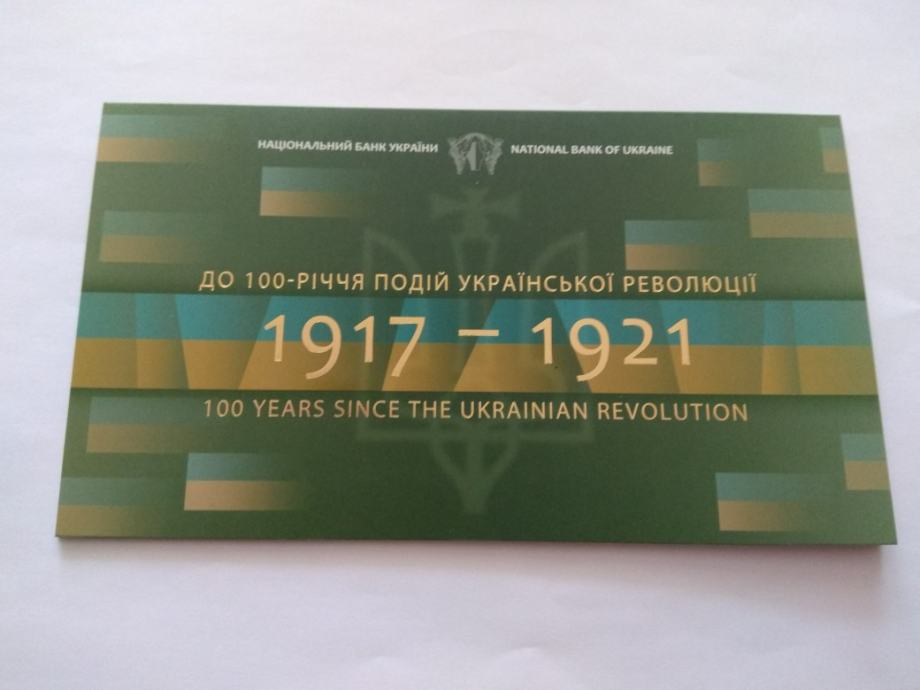 НАЦІОНАЛЬНИЙ БАНК УКРАЇНИ NATIONAL BANK OF UKRAINE
ДО 100-РІЧЧЯ ПОДІЙ УКРАЇНСЬКОЇ РЕВОЛЮЦІЇ
1917 – 1921
100 YEARS SINCE THE UKRAINIAN REVOLUTION